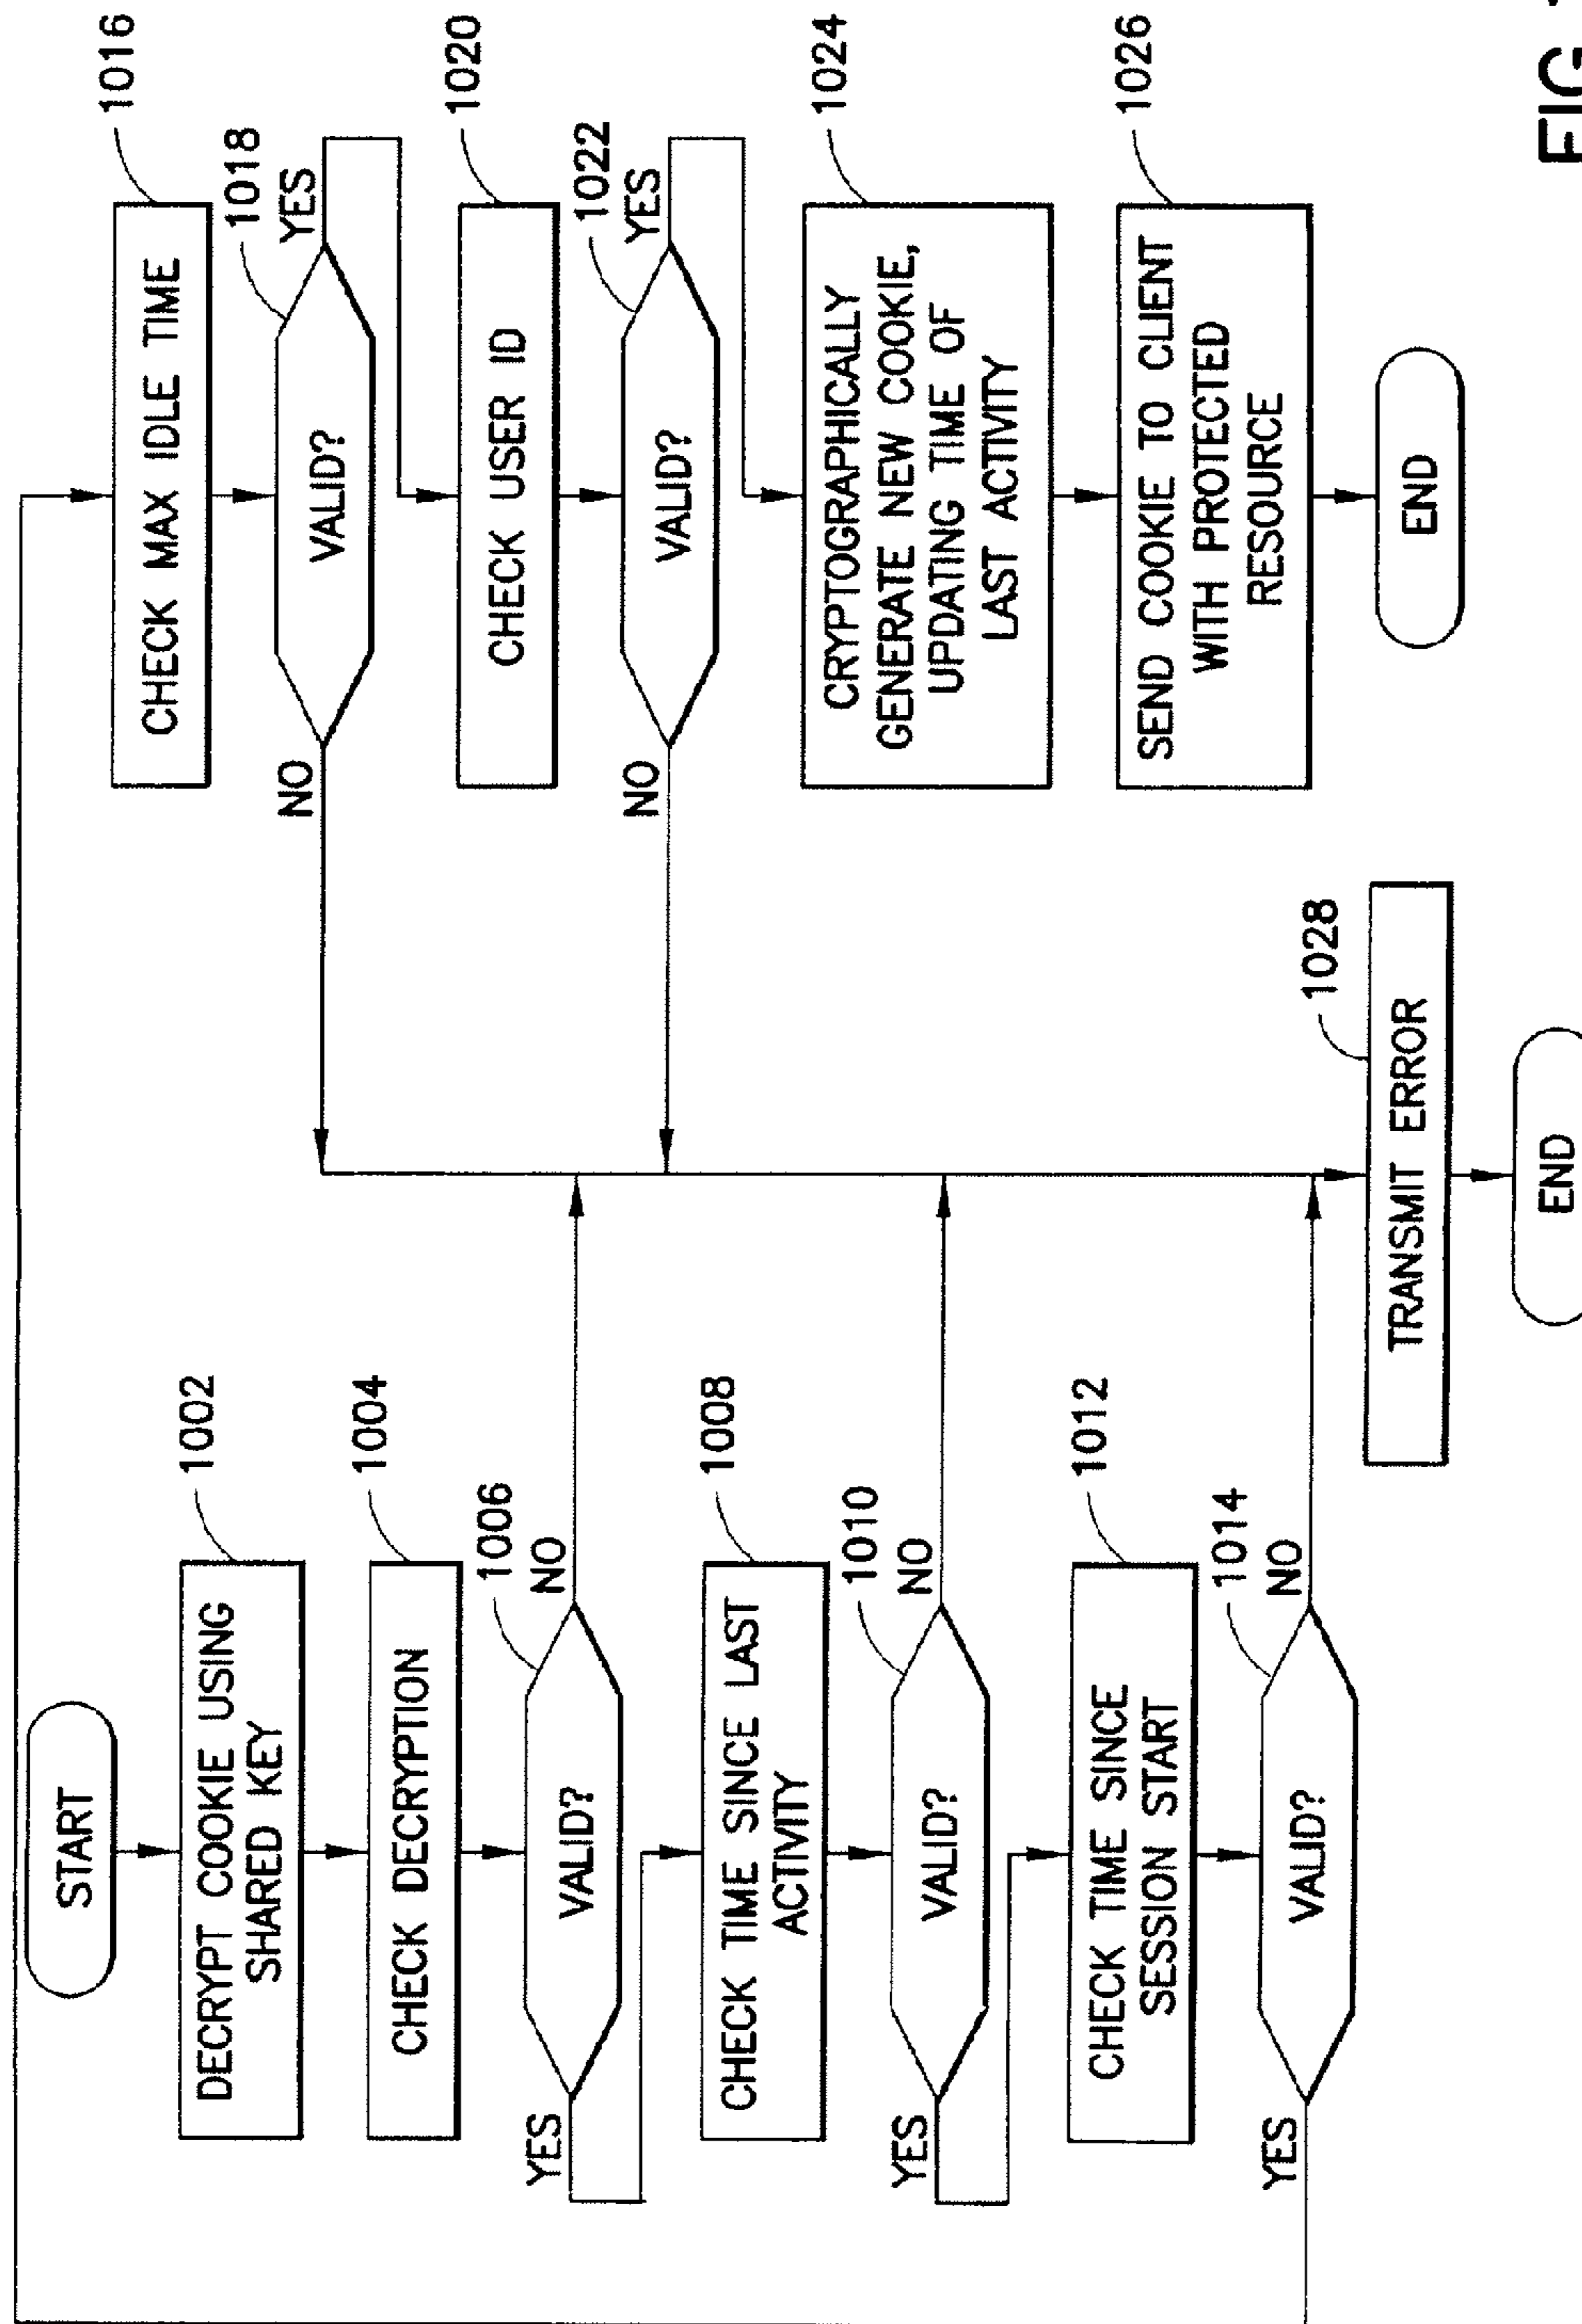 START
DECRYPT COOKIE USING
SHARED KEY
1002
CHECK DECRYPTION
1004
VALID?
1006
YES
NO
CHECK TIME SINCE LAST
ACTIVITY
1008
VALID?
1010
YES
NO
CHECK TIME SINCE
SESSION START
1012
VALID?
1014
YES
NO
CHECK MAX IDLE TIME
1016
VALID?
1018
NO
YES
CHECK USER ID
1020
VALID?
1022
NO
YES
CRYPTOGRAPHICALLY
GENERATE NEW COOKIE,
UPDATING TIME OF
LAST ACTIVITY
1024
SEND COOKIE TO CLIENT
WITH PROTECTED
RESOURCE
1026
END
TRANSMIT ERROR
1028
END
FIG